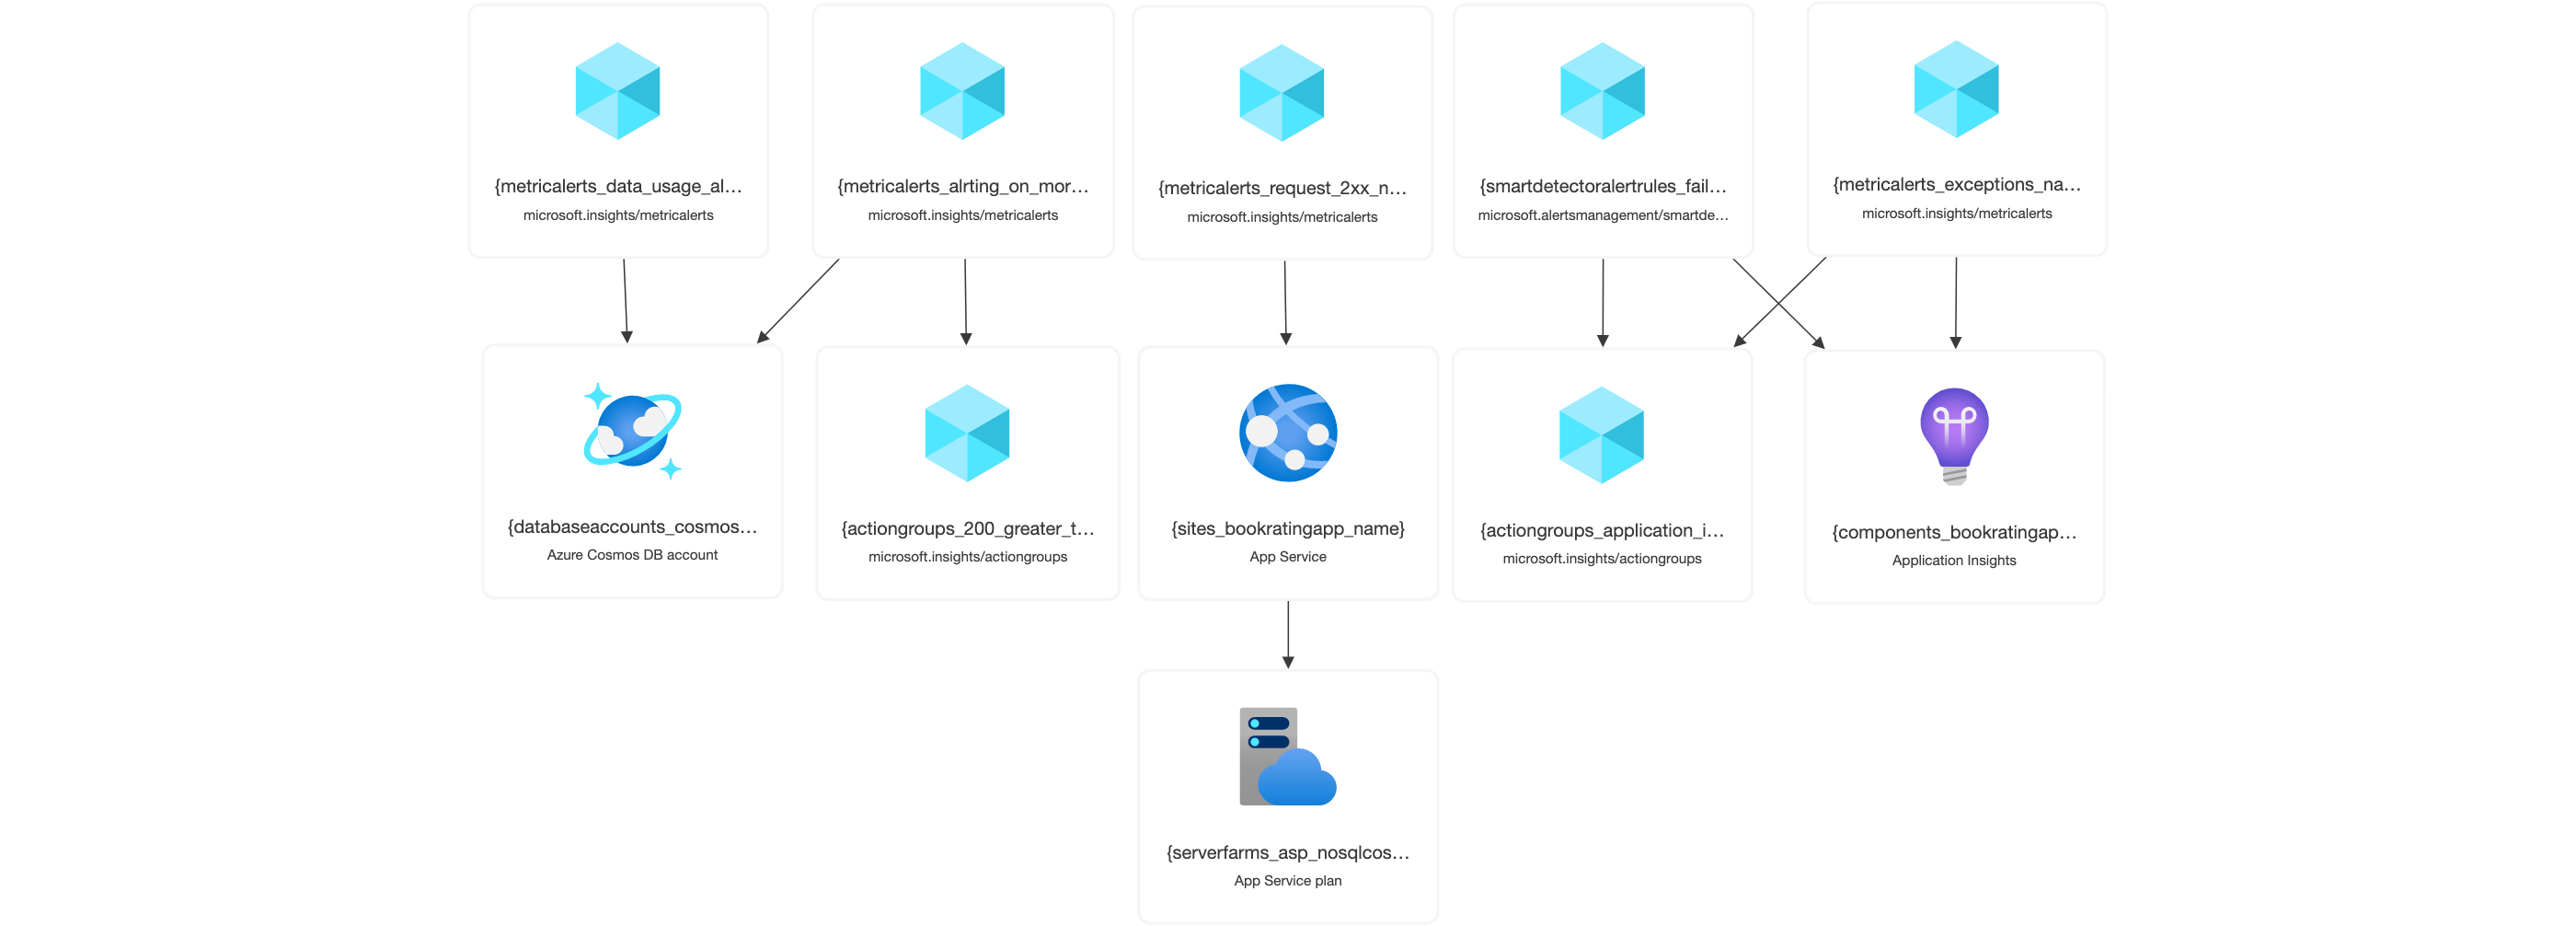 {metricalerts_data_usage_al...
microsoft.insights/metricalerts
{metricalerts_alrting_on_mor...
microsoft.insights/metricalerts
{metricalerts_request_2xx_n...
microsoft.insights/metricalerts
{smartdetectoralertrules_fail...
microsoft.alertsmanagement/smartde...
{metricalerts_exceptions_na...
microsoft.insights/metricalerts
{databaseaccounts_cosmos...
Azure Cosmos DB account
{actiongroups_200_greater_t...
microsoft.insights/actiongroups
{sites_bookratingapp_name}
App Service
{actiongroups_application_i...
microsoft.insights/actiongroups
{components_bookratingap...
Application Insights
{serverfarms_asp_nosqlcos...
App Service plan